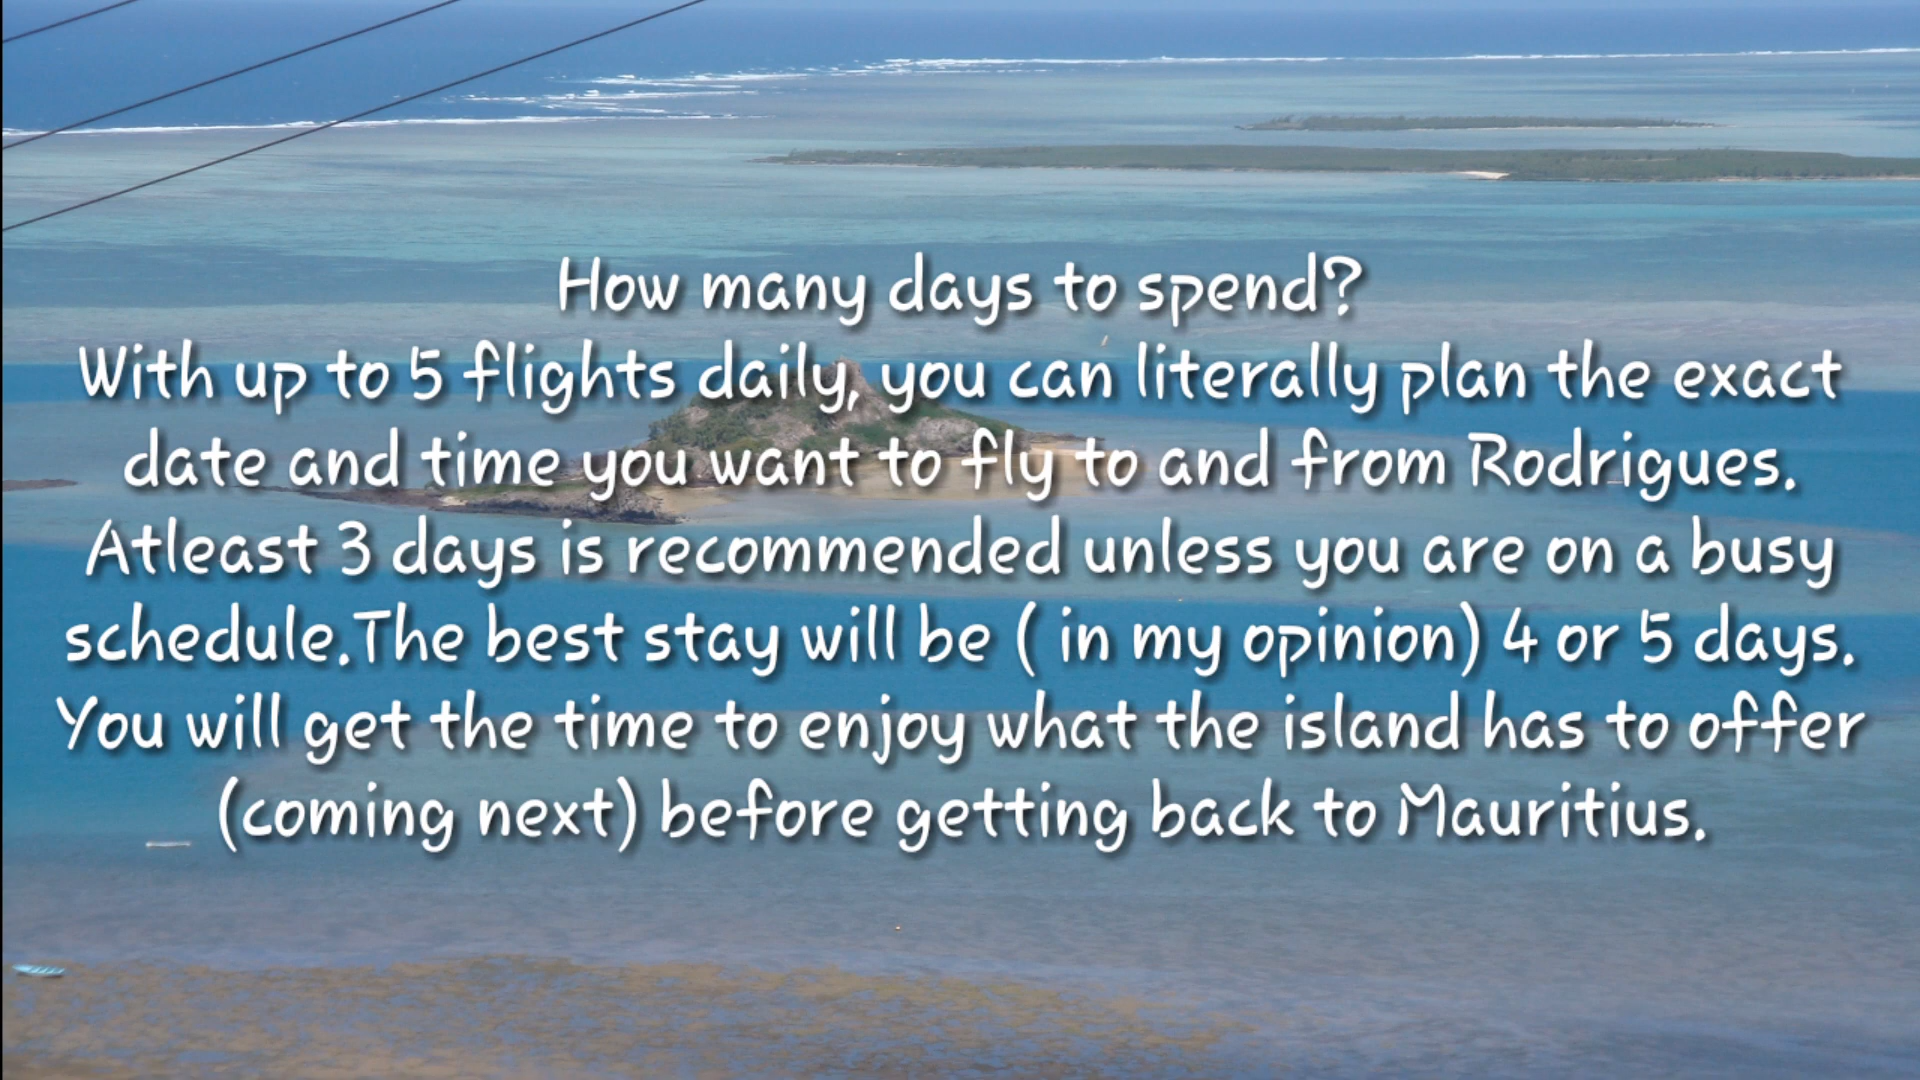 How many days to spend?
With up to 5 flights daily, you can literally plan the exact
date and time you want to fly to and from Rodrigues.
Atleast 3 days is recommended unless you are on a busy
schedule.The best stay will be ( in my opinion) 4 or 5 days.
You will get the time to enjoy what the island has to offer
(coming next) before getting back to Mauritius.